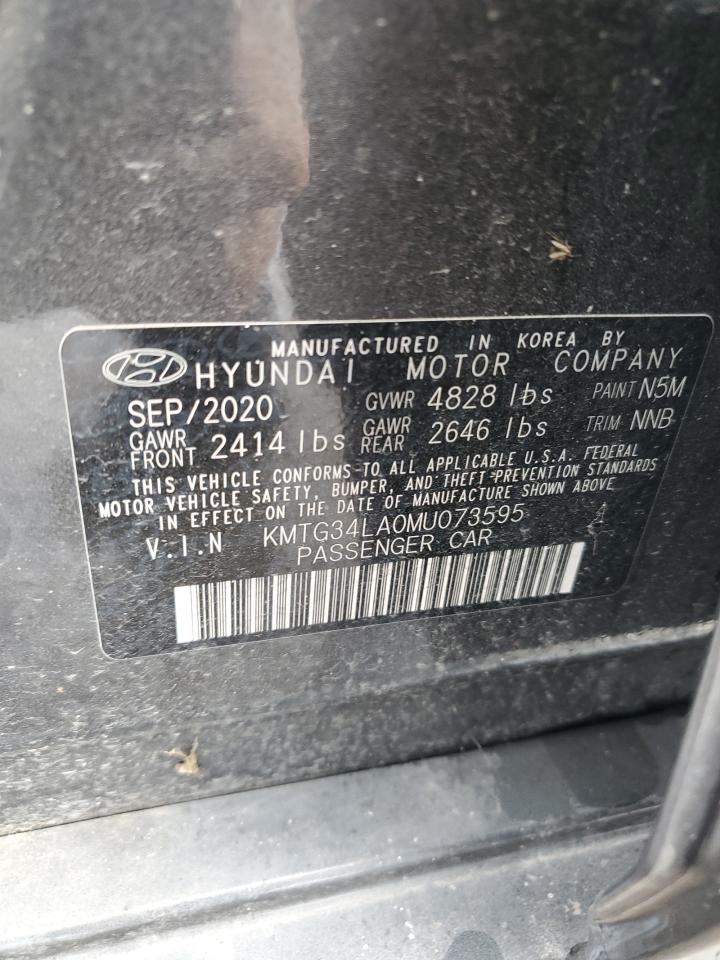 MANUFACTURED IN KOREA BY
HYUNDAI MOTOR COMPANY
SEP/2020 GVWR 4828 lbs PAINT N5M
GAWR FRONT 2414 lbs GAWR REAR 2646 lbs TRIM NNB
THIS VEHICLE CONFORMS TO ALL APPLICABLE U.S.A. FEDERAL
MOTOR VEHICLE SAFETY, BUMPER, AND THEFT PREVENTION STANDARDS
IN EFFECT ON THE DATE OF MANUFACTURE SHOWN ABOVE
V.I.N KMTG34LA0MU073595
PASSENGER CAR